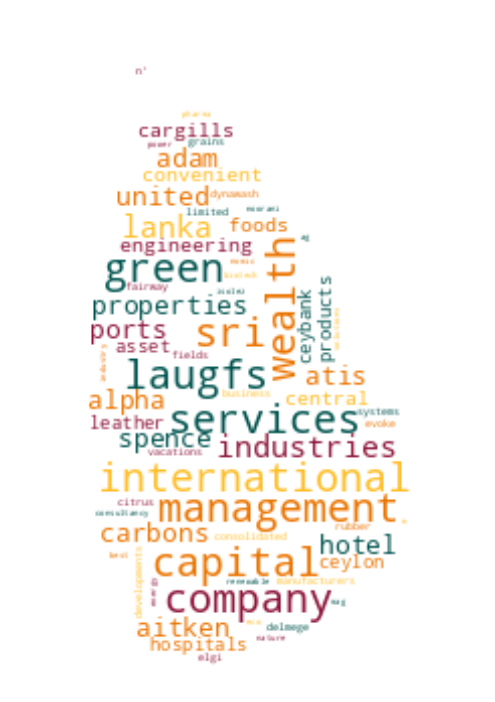 n'
pharma
cargills
power grains
adam
convenient
united dynawash
limited
lanka foods
engineering
green
biotech
fairway
wealth
properties
ceybank
products
ports sri
asset fields
laugfs atis
business
alpha central
services systems
leather evoke
spence industries
vacations
international
citrus management
consultancy
rubber
carbons consolidated
hotel
best capital ceylon
developments
renewable manufacturers
company
aitken delmege
nature
hospitals
elgi